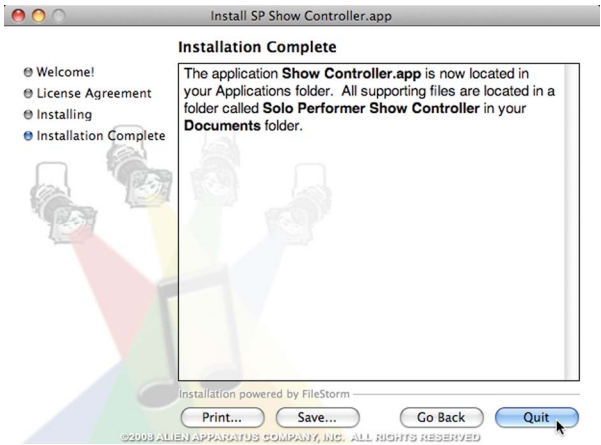 Install SP Show Controller.app
Installation Complete
Welcome!
License Agreement
Installing
Installation Complete
The application Show Controller.app is now located in
your Applications folder.  All supporting files are located in a
folder called Solo Performer Show Controller in your
Documents folder.
Installation powered by FileStorm
Print...
Save...
Go Back
Quit
©2008 ALIEN APPARATUS COMPANY, INC.  ALL RIGHTS RESERVED